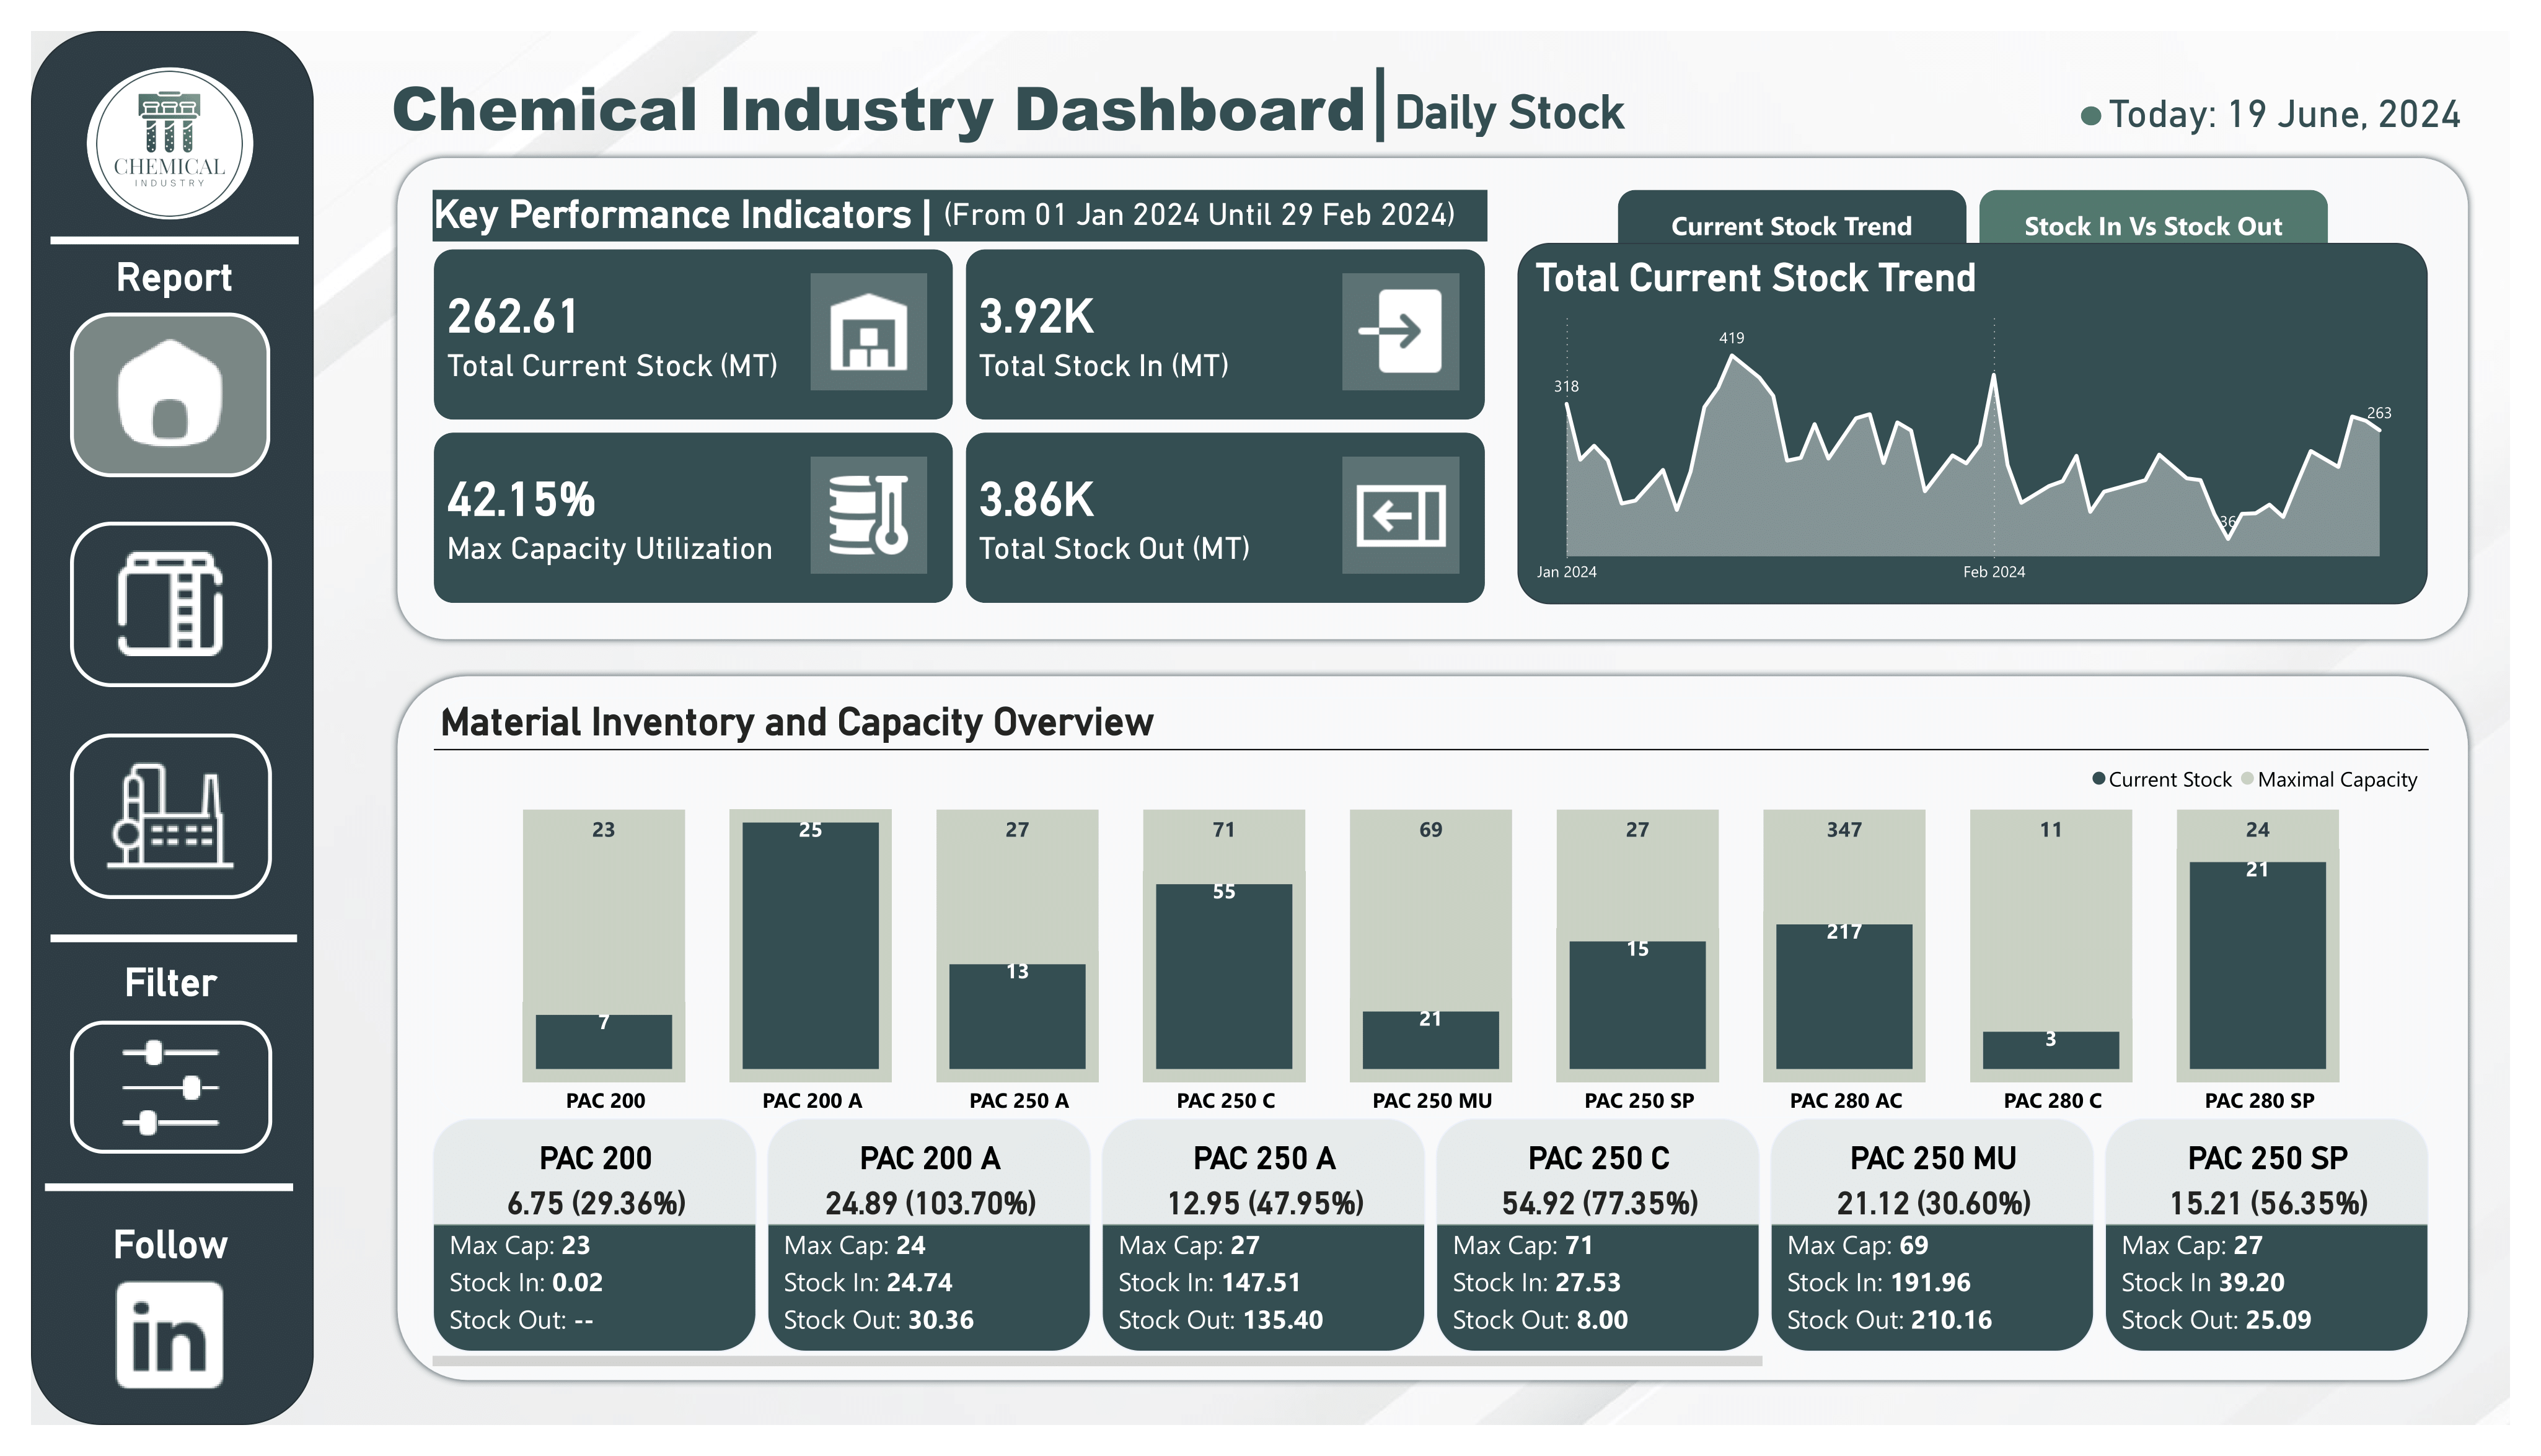 CHEMICAL
INDUSTRY
Report
Filter
Follow
in
Chemical Industry Dashboard
Daily Stock
Today: 19 June, 2024
Key Performance Indicators | (From 01 Jan 2024 Until 29 Feb 2024)
262.61
Total Current Stock (MT)
3.92K
Total Stock In (MT)
42.15%
Max Capacity Utilization
3.86K
Total Stock Out (MT)
Current Stock Trend
Stock In Vs Stock Out
Total Current Stock Trend
419
318
263
36
Jan 2024
Feb 2024
Material Inventory and Capacity Overview
Current Stock
Maximal Capacity
23
25
27
71
69
27
347
11
24
7
13
55
21
15
217
3
21
PAC 200
PAC 200 A
PAC 250 A
PAC 250 C
PAC 250 MU
PAC 250 SP
PAC 280 AC
PAC 280 C
PAC 280 SP
PAC 200
6.75 (29.36%)
Max Cap: 23
Stock In: 0.02
Stock Out: --
PAC 200 A
24.89 (103.70%)
Max Cap: 24
Stock In: 24.74
Stock Out: 30.36
PAC 250 A
12.95 (47.95%)
Max Cap: 27
Stock In: 147.51
Stock Out: 135.40
PAC 250 C
54.92 (77.35%)
Max Cap: 71
Stock In: 27.53
Stock Out: 8.00
PAC 250 MU
21.12 (30.60%)
Max Cap: 69
Stock In: 191.96
Stock Out: 210.16
PAC 250 SP
15.21 (56.35%)
Max Cap: 27
Stock In 39.20
Stock Out: 25.09